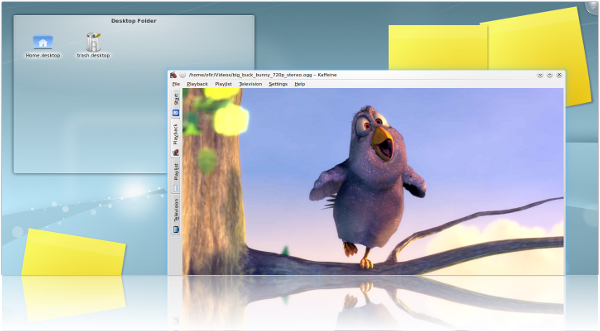 Desktop Folder
Home.desktop
trash.desktop
/home/ofir/Videos/big_buck_bunny_720p_stereo.ogg – Kaffeine
File Playback Playlist Television Settings Help
Start
Playback
Playlist
Television